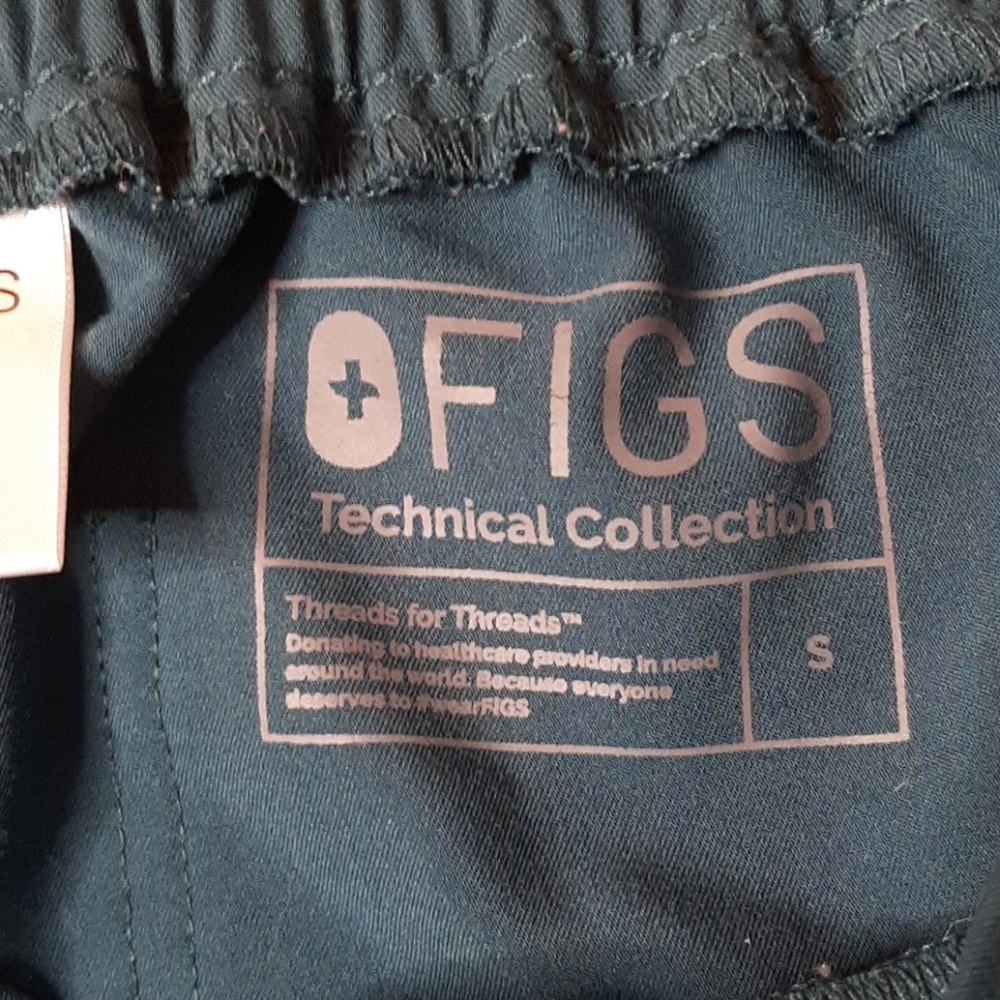 S
FIGS
Technical Collection
Threads for Threads™
Donating to healthcare providers in need
around the world. Because everyone
deserves to #wearFIGS
S